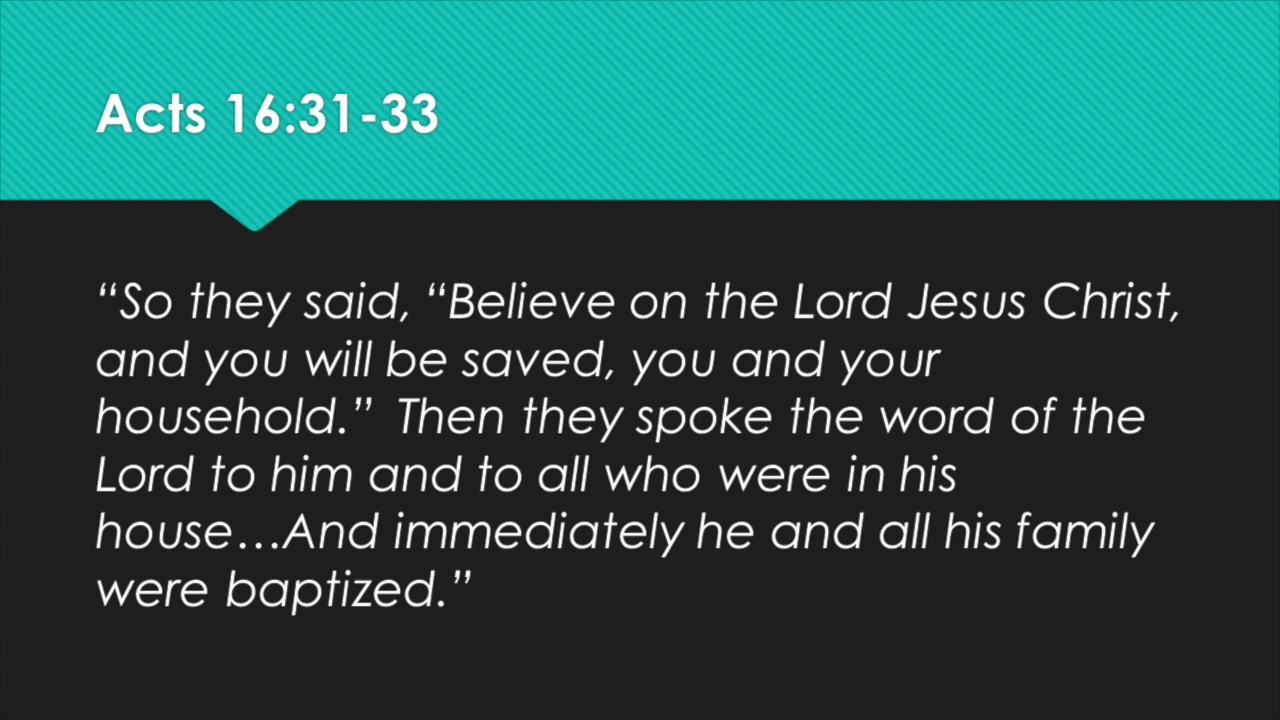 Acts 16:31-33
“So they said, “Believe on the Lord Jesus Christ,
and you will be saved, you and your
household.”  Then they spoke the word of the
Lord to him and to all who were in his
house…And immediately he and all his family
were baptized.”